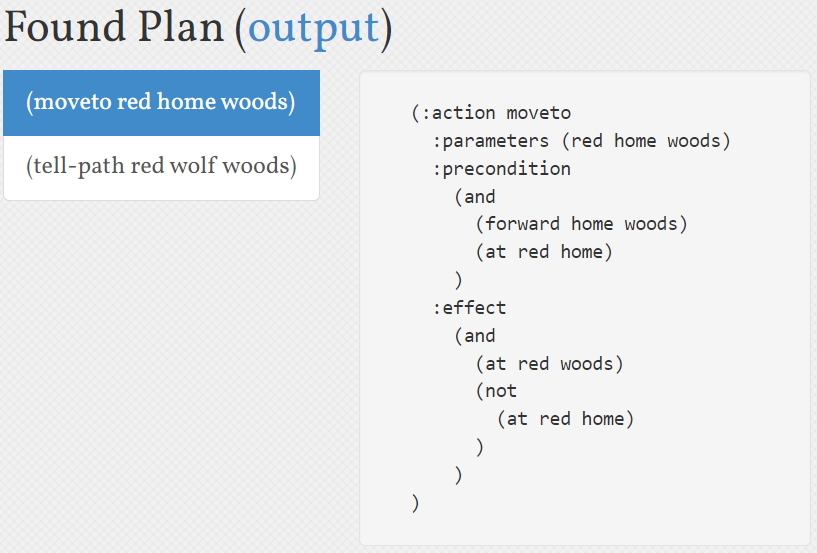 Found Plan (output)
(moveto red home woods)
(tell-path red wolf woods)
(:action moveto
:parameters (red home woods)
:precondition
(and
(forward home woods)
(at red home)
)
:effect
(and
(at red woods)
(not
(at red home)
)
)
)